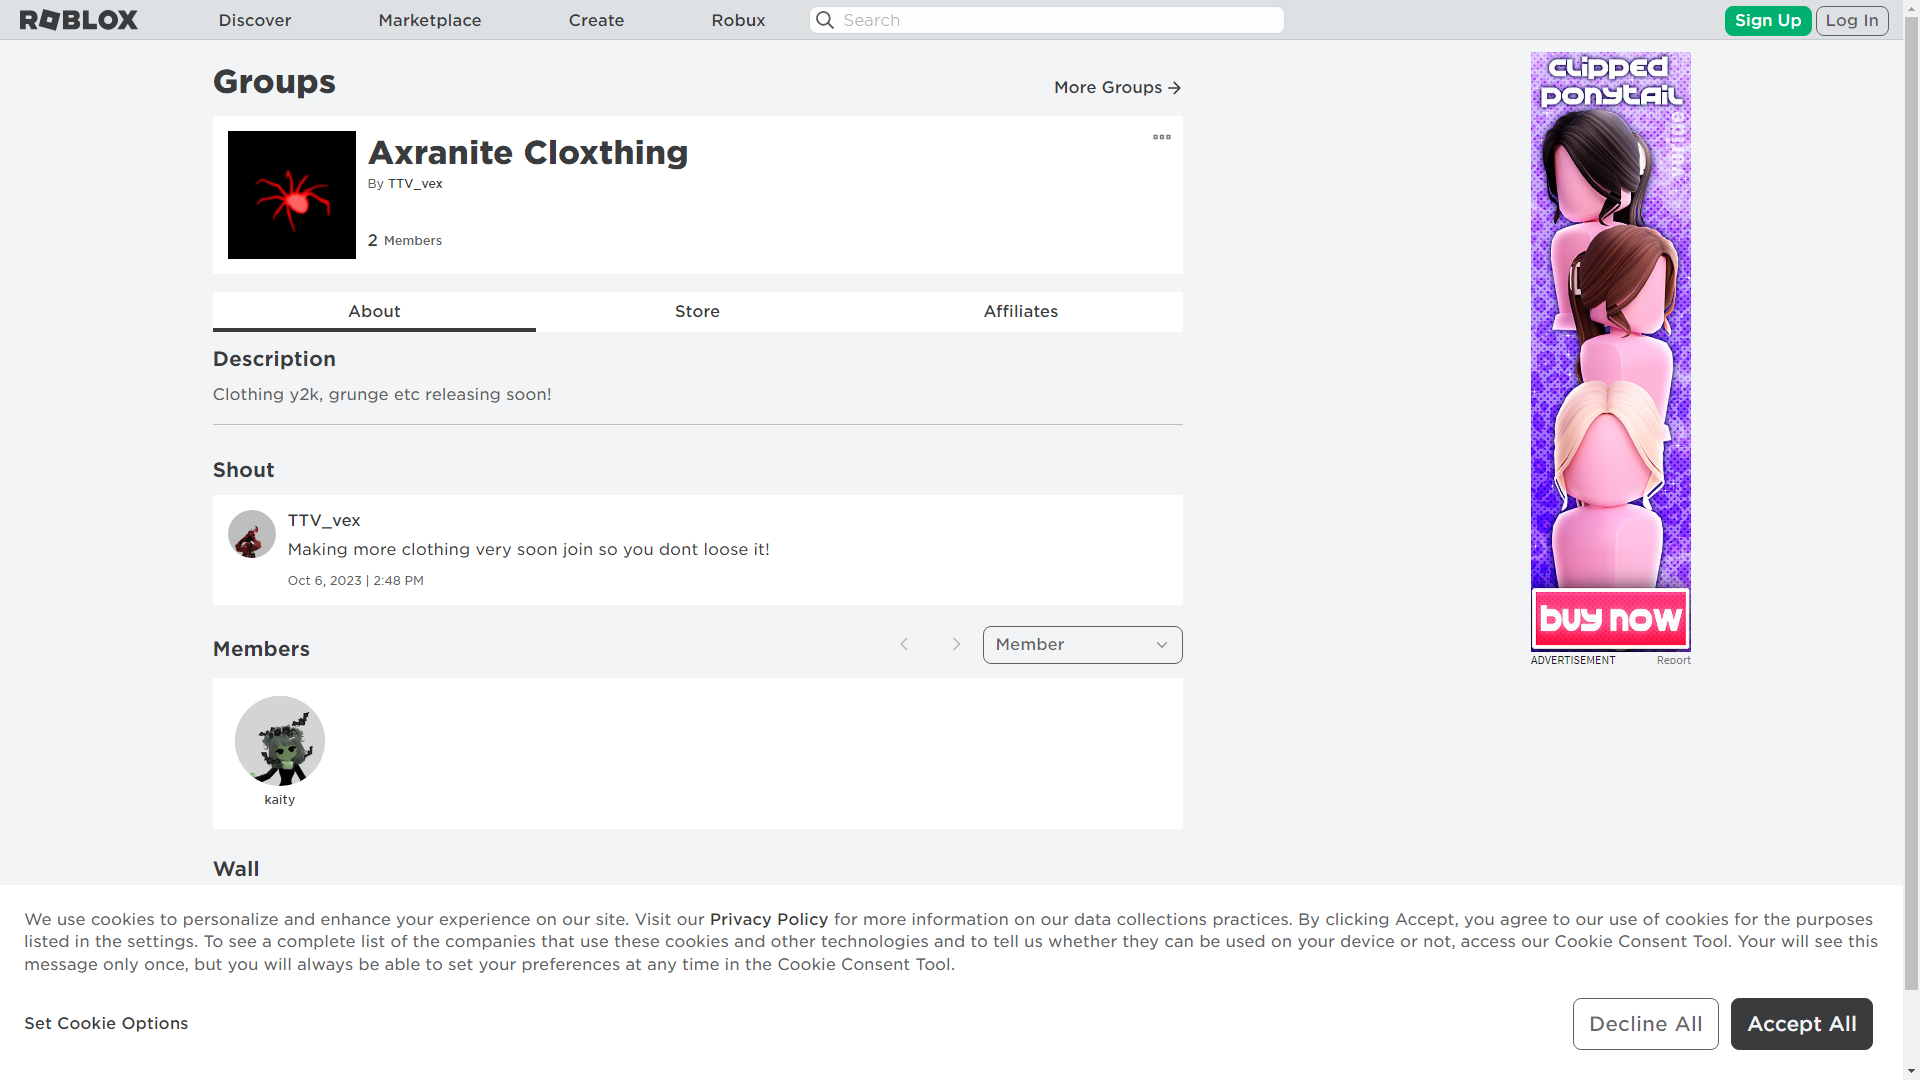 ROBLOX
Discover
Marketplace
Create
Robux
Search
Sign Up
Log In
Groups
More Groups
Axranite Cloxthing
By TTV_vex
2 Members
About
Store
Affiliates
Description
Clothing y2k, grunge etc releasing soon!
Shout
TTV_vex
Making more clothing very soon join so you dont loose it!
Oct 6, 2023 | 2:48 PM
Members
Member
kaity
Wall
clipped
ponytail
buy now
ADVERTISEMENT
Report
We use cookies to personalize and enhance your experience on our site. Visit our Privacy Policy for more information on our data collections practices. By clicking Accept, you agree to our use of cookies for the purposes
listed in the settings. To see a complete list of the companies that use these cookies and other technologies and to tell us whether they can be used on your device or not, access our Cookie Consent Tool. Your will see this
message only once, but you will always be able to set your preferences at any time in the Cookie Consent Tool.
Set Cookie Options
Decline All
Accept All